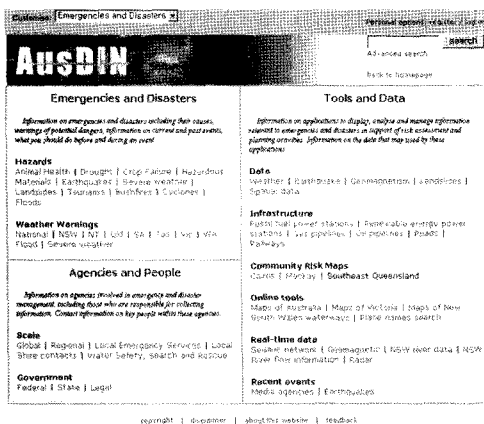 Customise: Emergencies and Disasters
Personal options: register | log in
search
Advanced search
back to homepage
AusDIN
Emergencies and Disasters
Information on emergencies and disasters including their causes,
warnings of potential dangers, information on current and past events,
what you should do before and during an event
Hazards
Animal Health | Drought | Crop Failure | Hazardous
Materials | Earthquakes | Severe weather |
Landslides | Tsunamis | Bushfires | Cyclones |
Floods
Weather Warnings
National | NSW | NT | Qld | SA | Tas | Vic | WA
Flood | Severe weather
Agencies and People
Information on agencies involved in emergency and disaster
management, including those who are responsible for collecting
information. Contact information on key people within these agencies.
Scale
Global | Regional | Local Emergency Services | Local
Shire contacts | Water Safety, Search and Rescue
Government
Federal | State | Legal
Tools and Data
Information on applications to display, analyse and manage information
relevant to emergencies and disasters in support of risk assessment and
planning activities. Information on the data that may used by these
applications
Data
Weather | Earthquake | Geomagnetism | Landslides |
Spatial data
Infrastructure
Fossil fuel power stations | Renewable energy power
stations | Gas pipelines | Oil pipelines | Roads |
Railways
Community Risk Maps
Cairns | Mackay | Southeast Queensland
Online tools
Maps of Australia | Maps of Victoria | Maps of New
South Wales waterways | Place names search
Real-time data
Seismic network | Geomagnetic | NSW river data | NSW
River flow information | Radar
Recent events
Media agencies | Earthquakes
copyright | disclaimer | about this website | feedback